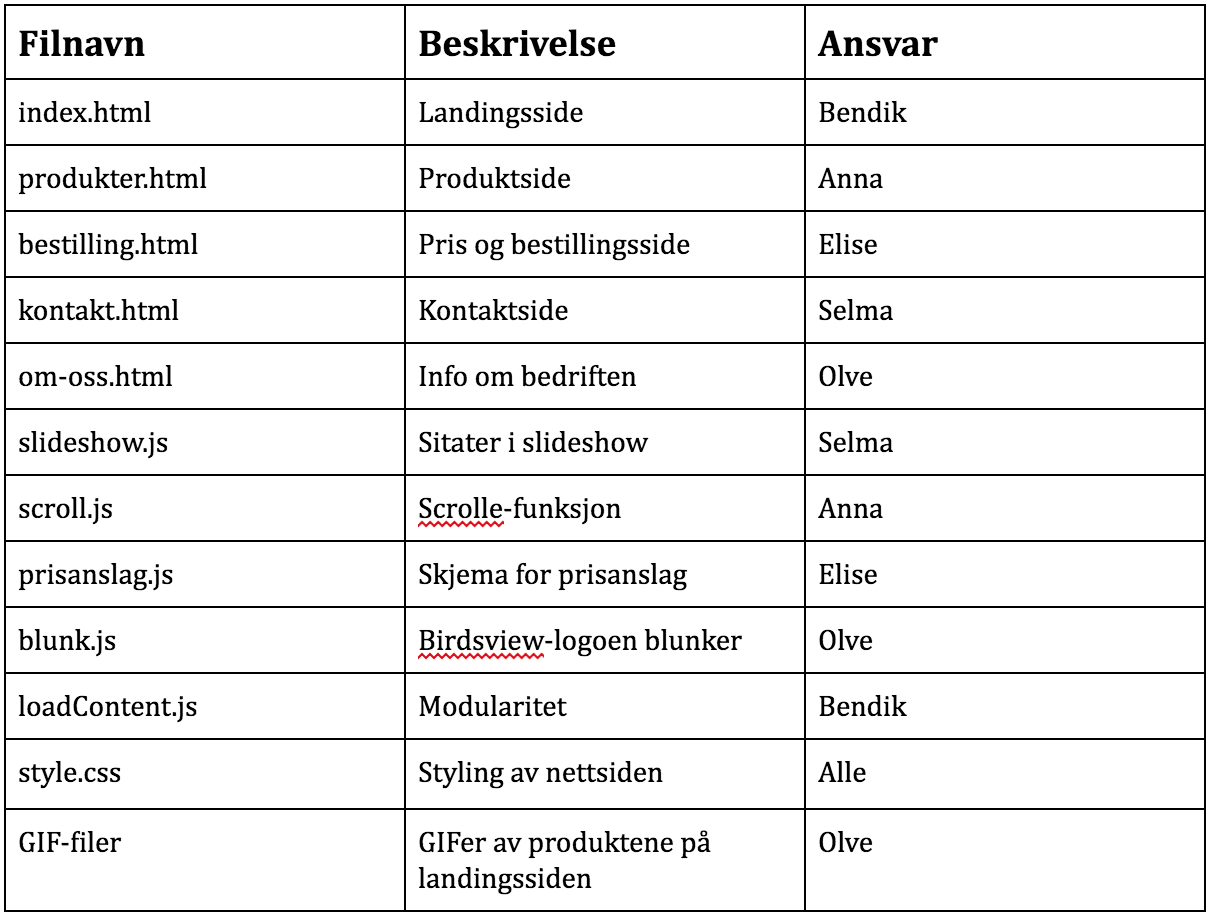 Filnavn Beskrivelse Ansvar
index.html Landingsside Bendik
produkter.html Produktside Anna
bestilling.html Pris og bestillingsside Elise
kontakt.html Kontaktside Selma
om-oss.html Info om bedriften Olve
slideshow.js Sitater i slideshow Selma
scroll.js Scrolle-funksjon Anna
prisanslag.js Skjema for prisanslag Elise
blunk.js Birdsview-logoen blunker Olve
loadContent.js Modularitet Bendik
style.css Styling av nettsiden Alle
GIF-filer GIFer av produktene på Olve
landingssiden